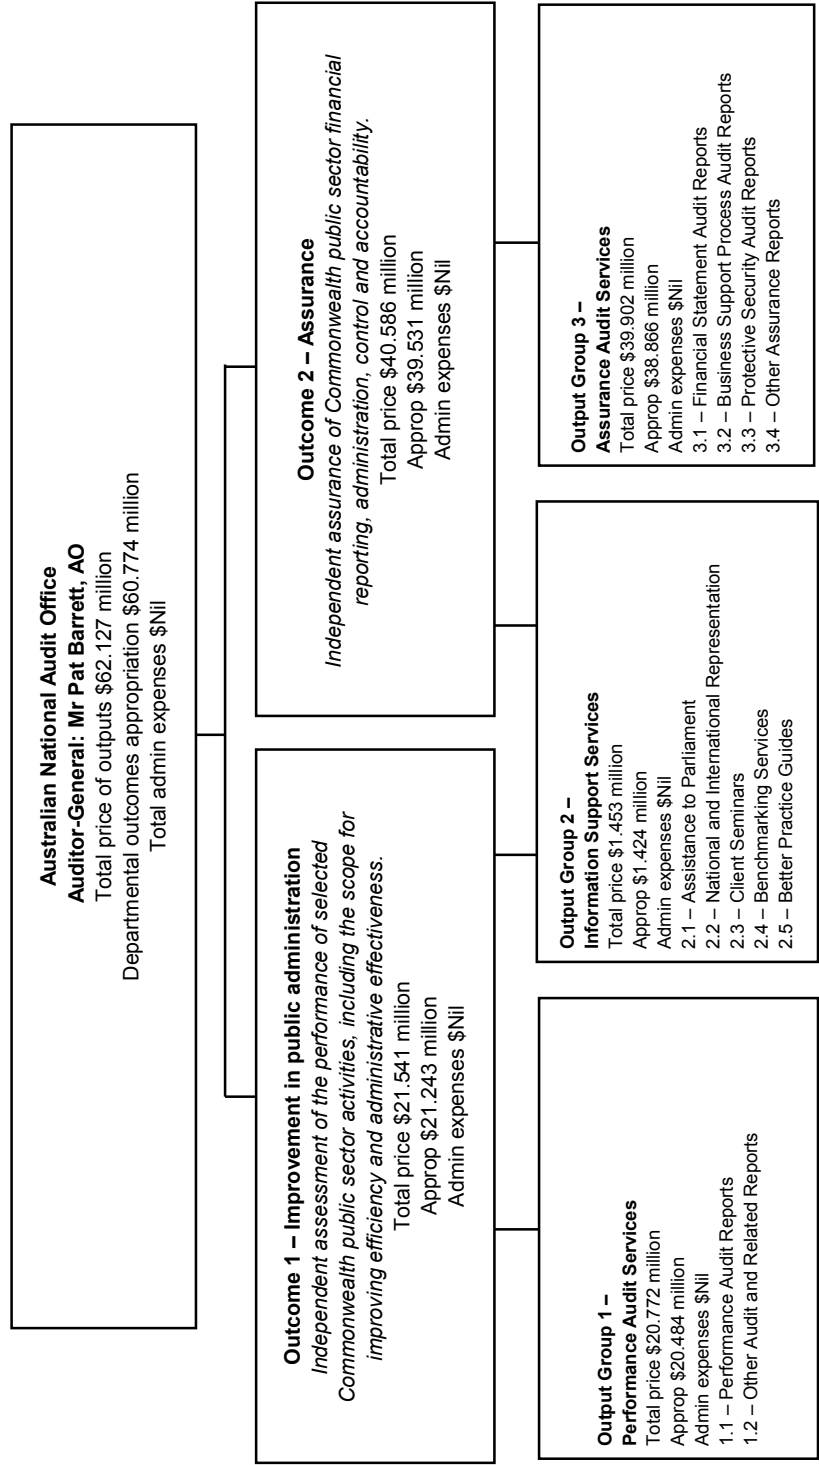 Australian National Audit Office
Auditor-General: Mr Pat Barrett, AO
Total price of outputs $62.127 million
Departmental outcomes appropriation $60.774 million
Total admin expenses $Nil
Outcome 1 – Improvement in public administration
Independent assessment of the performance of selected
Commonwealth public sector activities, including the scope for
improving efficiency and administrative effectiveness.
Total price $21.541 million
Approp $21.243 million
Admin expenses $Nil
Outcome 2 – Assurance
Independent assurance of Commonwealth public sector financial
reporting, administration, control and accountability.
Total price $40.586 million
Approp $39.531 million
Admin expenses $Nil
Output Group 1 –
Performance Audit Services
Total price $20.772 million
Approp $20.484 million
Admin expenses $Nil
1.1 – Performance Audit Reports
1.2 – Other Audit and Related Reports
Output Group 2 –
Information Support Services
Total price $1.453 million
Approp $1.424 million
Admin expenses $Nil
2.1 – Assistance to Parliament
2.2 – National and International Representation
2.3 – Client Seminars
2.4 – Benchmarking Services
2.5 – Better Practice Guides
Output Group 3 –
Assurance Audit Services
Total price $39.902 million
Approp $38.866 million
Admin expenses $Nil
3.1 – Financial Statement Audit Reports
3.2 – Business Support Process Audit Reports
3.3 – Protective Security Audit Reports
3.4 – Other Assurance Reports